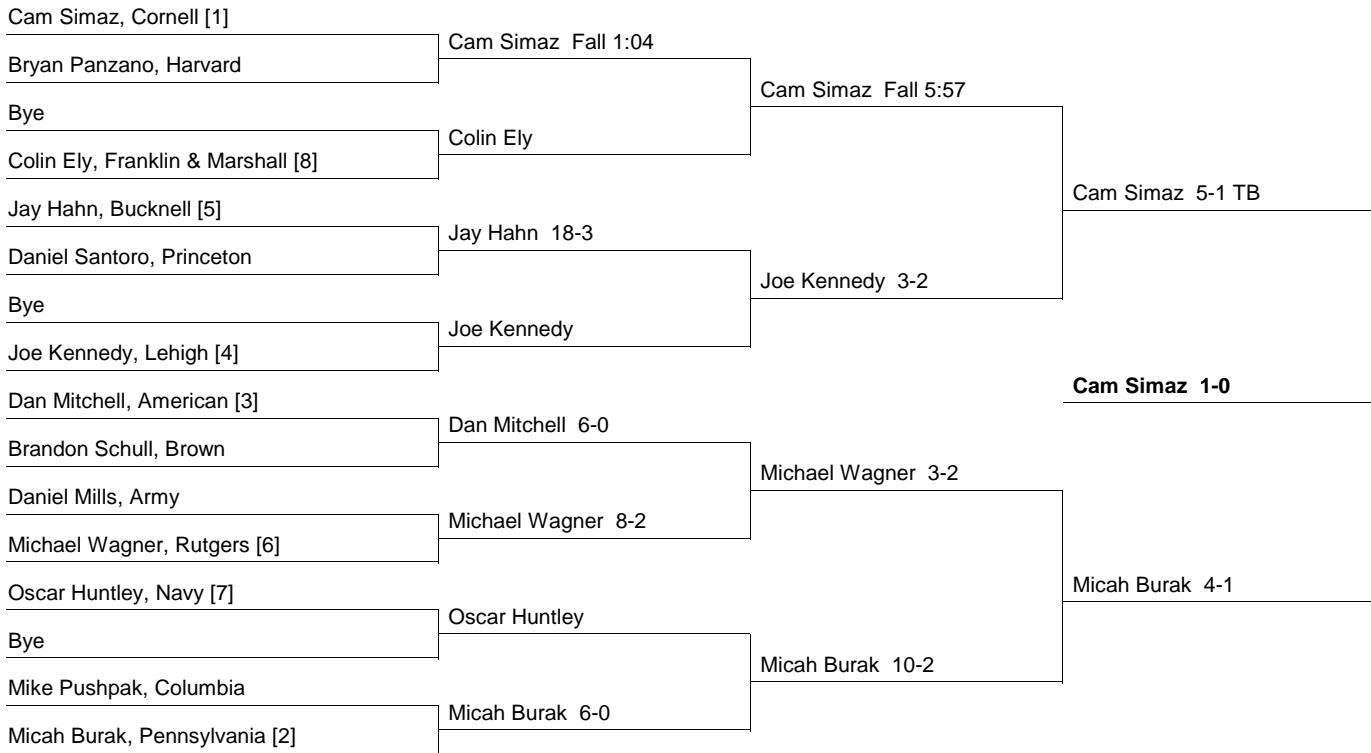 Cam Simaz, Cornell [1]
Bryan Panzano, Harvard
Bye
Colin Ely, Franklin & Marshall [8]
Jay Hahn, Bucknell [5]
Daniel Santoro, Princeton
Bye
Joe Kennedy, Lehigh [4]
Dan Mitchell, American [3]
Brandon Schull, Brown
Daniel Mills, Army
Michael Wagner, Rutgers [6]
Oscar Huntley, Navy [7]
Bye
Mike Pushpak, Columbia
Micah Burak, Pennsylvania [2]
Cam Simaz Fall 1:04
Colin Ely
Jay Hahn 18-3
Joe Kennedy
Dan Mitchell 6-0
Michael Wagner 8-2
Oscar Huntley
Micah Burak 6-0
Cam Simaz Fall 5:57
Joe Kennedy 3-2
Michael Wagner 3-2
Micah Burak 10-2
Cam Simaz 5-1 TB
Micah Burak 4-1
Cam Simaz 1-0